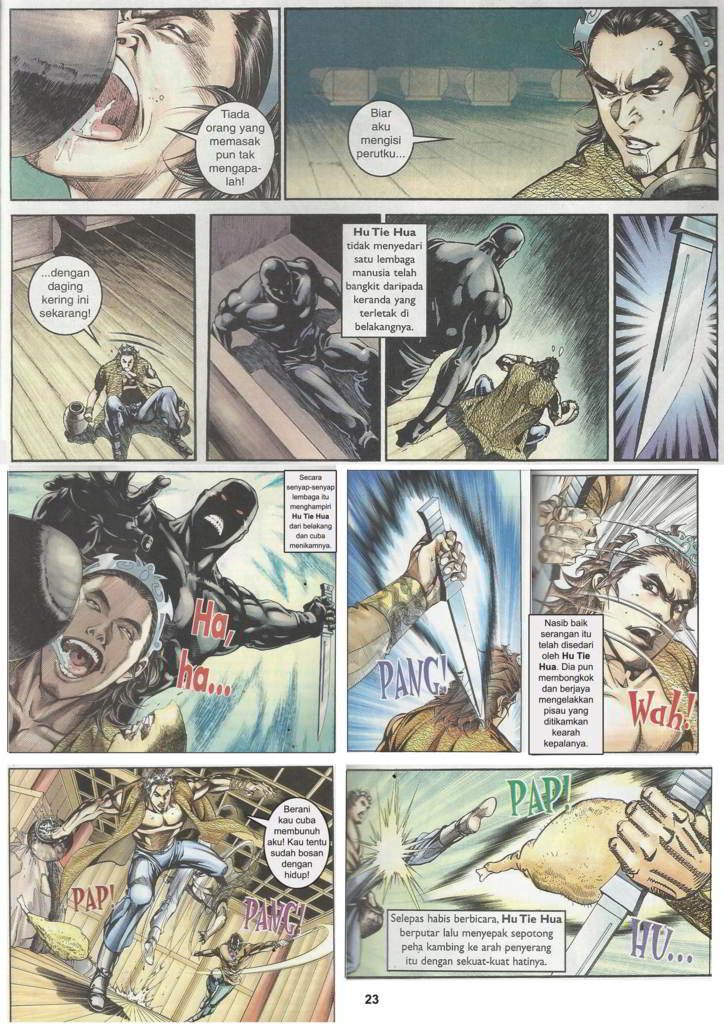 Tiada
orang yang
memasak
pun tak
mengapa-
lah!
Biar
aku
mengisi
perutku...
...dengan
daging
kering ini
sekarang!
Hu Tie Hua
tidak menyedari
satu lembaga
manusia telah
bangkit daripada
keranda yang
terletak di
belakangnya.
Secara
senyap-senyap
lembaga itu
menghampiri
Hu Tie Hua
dari belakang
dan cuba
menikamnya.
Ha,
ha...
PANG!
Nasib baik
serangan itu
telah disedari
oleh Hu Tie
Hua. Dia pun
membongkok
dan berjaya
mengelakkan
pisau yang
ditikamkan
kearah
kepalanya.
Wah!
Berani
kau cuba
membunuh
aku! Kau tentu
sudah bosan
dengan
hidup!
PAP!
PANG!
PAP!
Selepas habis berbicara, Hu Tie Hua
berputar lalu menyepak sepotong
peha kambing ke arah penyerang
itu dengan sekuat-kuat hatinya.
HU...
23